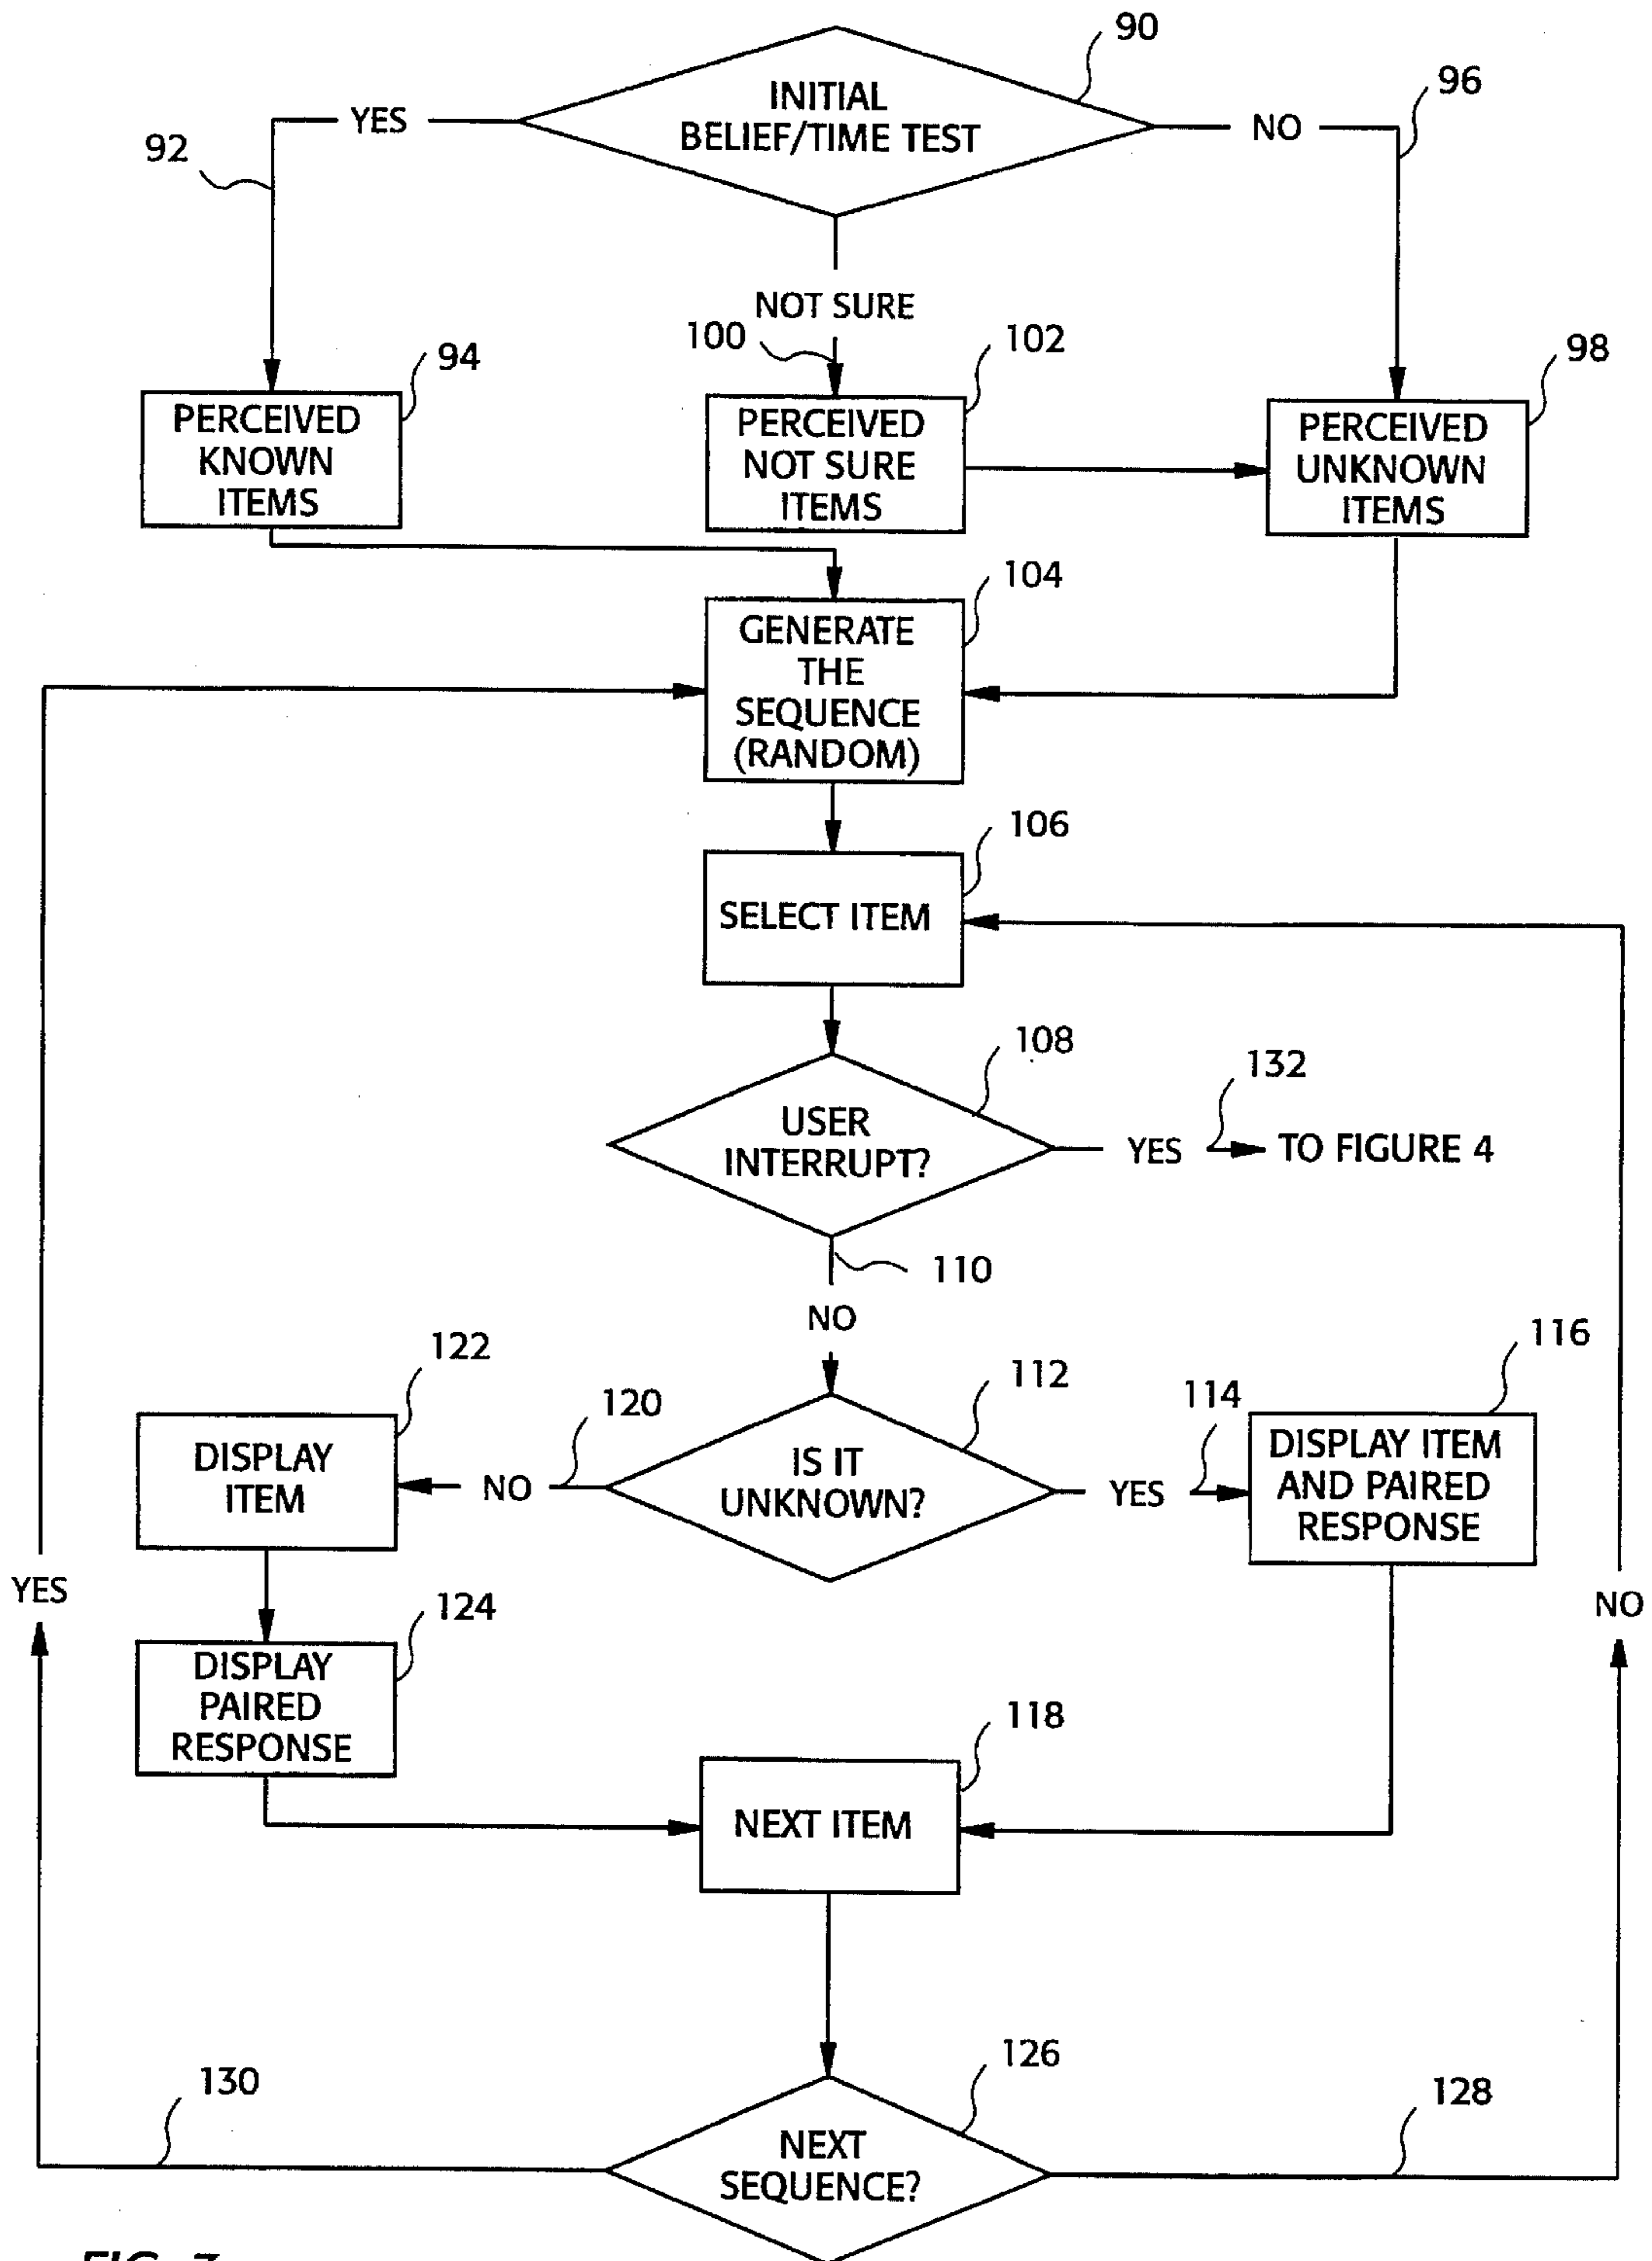 90
INITIAL
BELIEF/TIME TEST
YES
NO
96
92
NOT SURE
100
102
94
98
PERCEIVED
KNOWN
ITEMS
PERCEIVED
NOT SURE
ITEMS
PERCEIVED
UNKNOWN
ITEMS
104
GENERATE
THE
SEQUENCE
(RANDOM)
106
SELECT ITEM
108
132
USER
INTERRUPT?
YES
TO FIGURE 4
110
NO
122
120
112
114
116
DISPLAY
ITEM
NO
IS IT
UNKNOWN?
YES
DISPLAY ITEM
AND PAIRED
RESPONSE
YES
NO
124
DISPLAY
PAIRED
RESPONSE
118
NEXT ITEM
126
130
128
NEXT
SEQUENCE?
FIG. 3